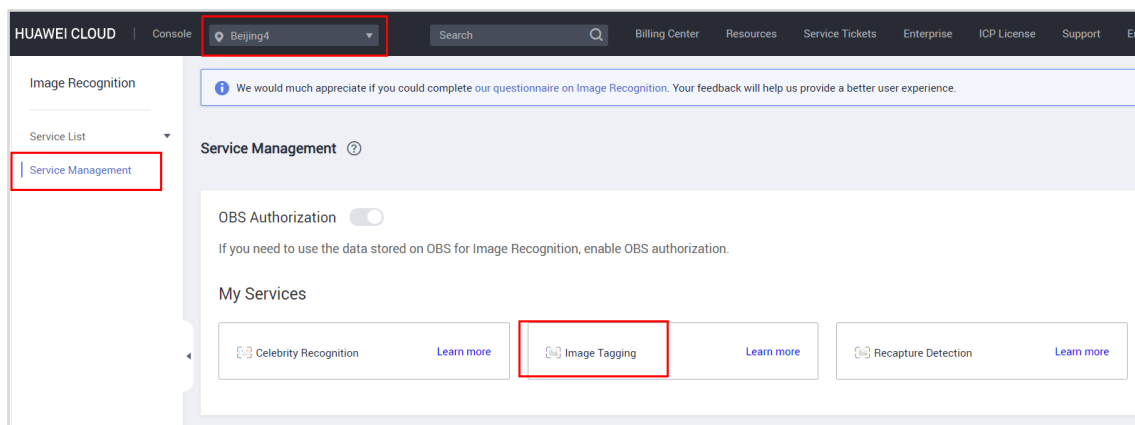 HUAWEI CLOUD | Console Beijing4 Search Billing Center Resources Service Tickets Enterprise ICP License Support
Image Recognition
We would much appreciate if you could complete our questionnaire on Image Recognition. Your feedback will help us provide a better user experience.
Service List
Service Management
Service Management
OBS Authorization
If you need to use the data stored on OBS for Image Recognition, enable OBS authorization.
My Services
Celebrity Recognition Learn more Image Tagging Learn more Recapture Detection Learn more